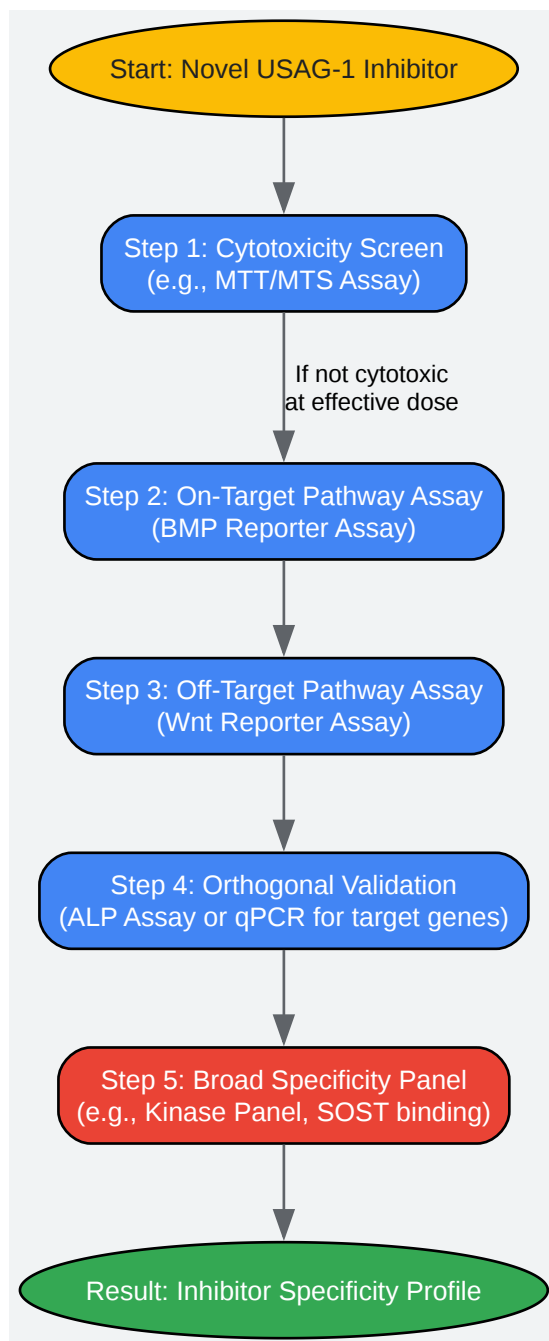 Start: Novel USAG-1 Inhibitor
Step 1: Cytotoxicity Screen
(e.g., MTT/MTS Assay)
If not cytotoxic
at effective dose
Step 2: On-Target Pathway Assay
(BMP Reporter Assay)
Step 3: Off-Target Pathway Assay
(Wnt Reporter Assay)
Step 4: Orthogonal Validation
(ALP Assay or qPCR for target genes)
Step 5: Broad Specificity Panel
(e.g., Kinase Panel, SOST binding)
Result: Inhibitor Specificity Profile